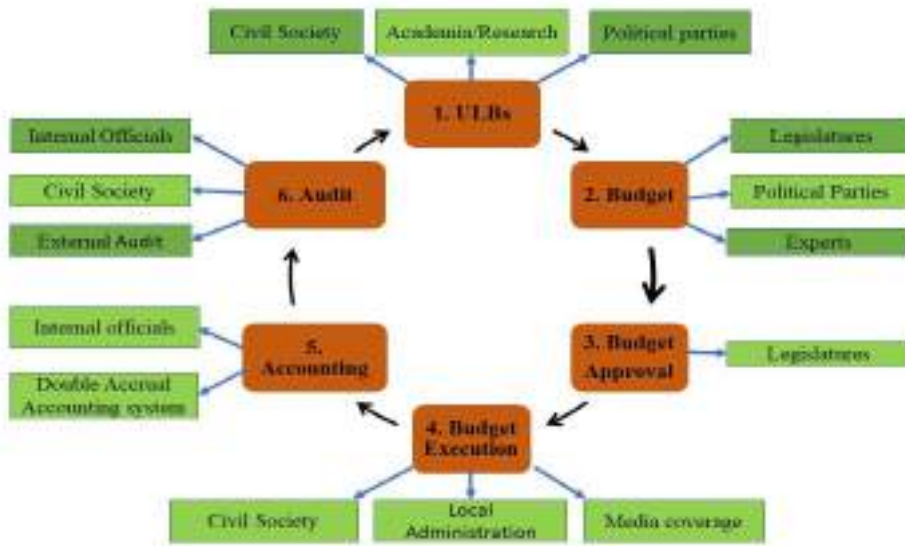 Civil Society
Academia/Research
Political parties
1. ULBs
Internal Officials
Civil Society
External Audit
6. Audit
2. Budget
Legislatures
Political Parties
Experts
Internal officials
Double Accrual
Accounting system
5.
Accounting
3. Budget
Approval
Legislatures
4. Budget
Execution
Civil Society
Local
Administration
Media coverage